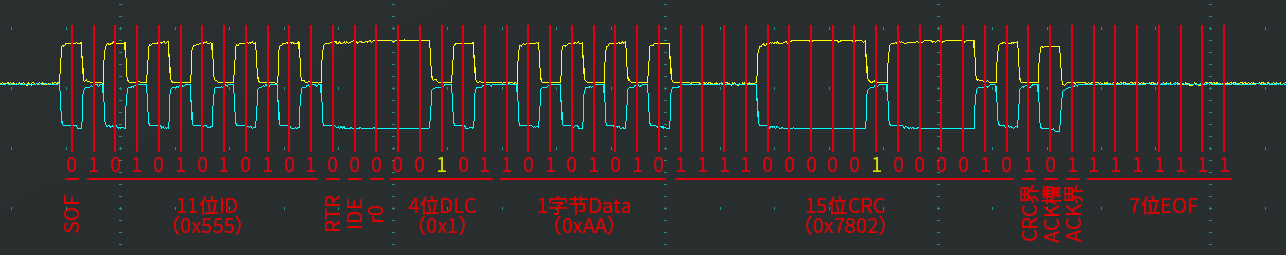 0 1 0 1 0 1 0 1 0 1 0 1 0 0 0 0 0 1 0 1 1 0 1 0 1 0 1 0 1 1 1 1 0 0 0 0 0 1 0 0 0 0 1 0 1 0 1 1 1 1 1 1 1 1
SOF
11位ID
(0x555)
RTR
IDE
r0
4位DLC
(0x1)
1字节Data
(0xAA)
15位CRC
(0x7802)
CRC界
ACK槽
ACK界
7位EOF